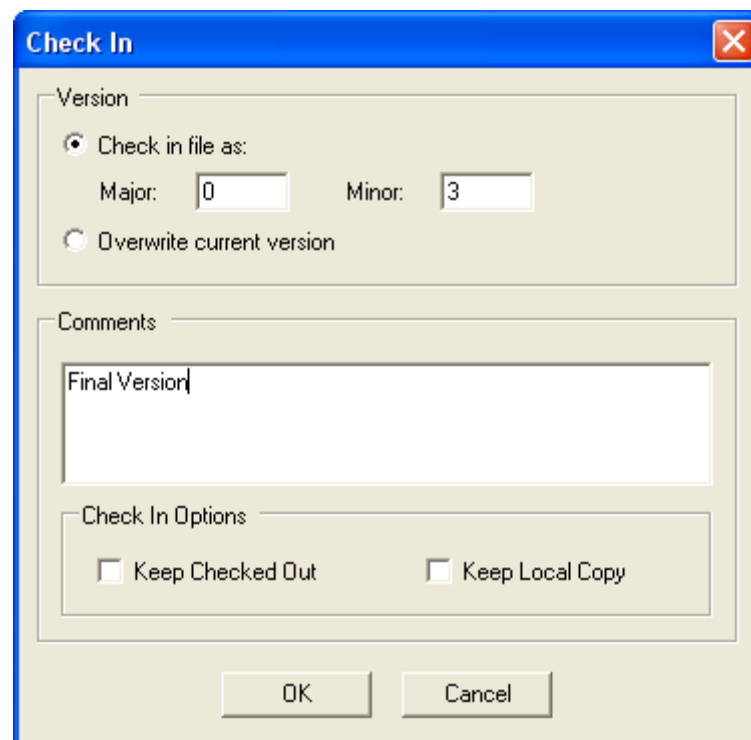 Check In
Version
Check in file as:
Major: 0 Minor: 3
Overwrite current version
Comments
Final Version
Check In Options
Keep Checked Out Keep Local Copy
OK Cancel